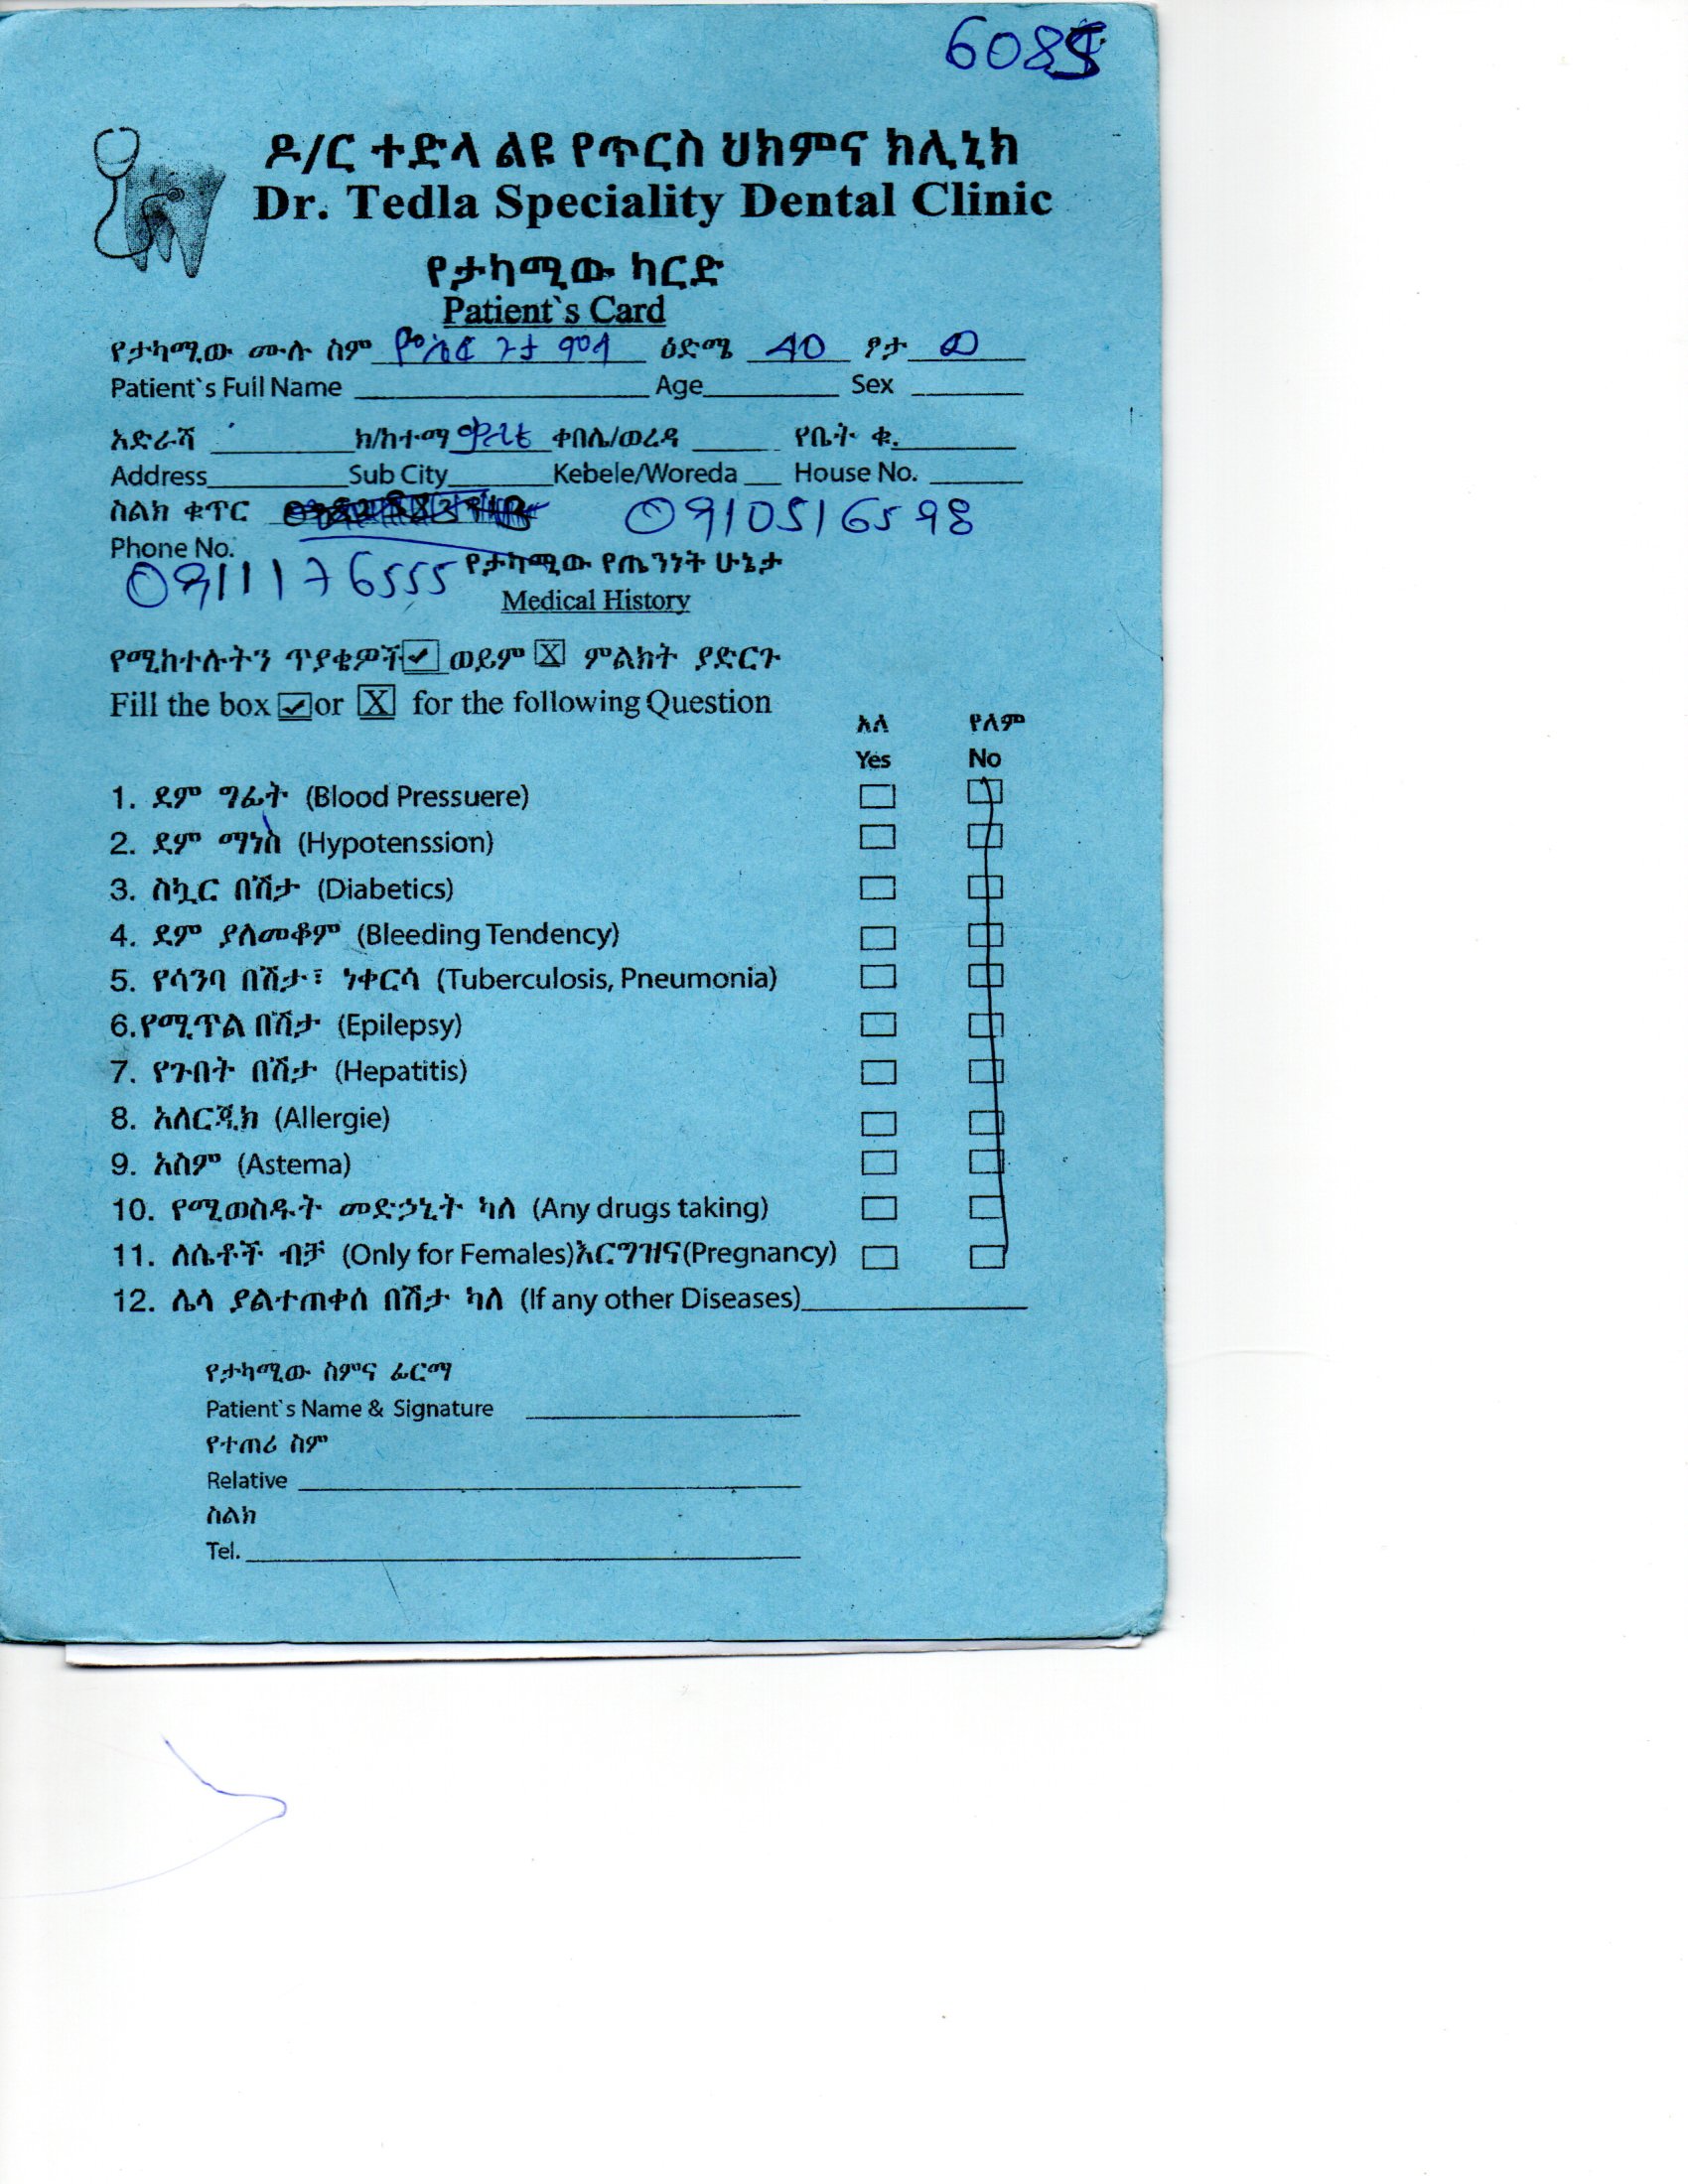 608
ዶ/ር ተድላ ልዩ የጥርስ ህክምና ክሊኒክ
Dr. Tedla Speciality Dental Clinic
የታካሚው ካርድ
Patient`s Card
የታካሚው ሙሉ ስም ዕድሜ 40 ፆታ ወ
Patient`s Full Name Age Sex
አድራሻ ክ/ከተማ ቀበሌ/ወረዳ የቤት ቁ.
Address Sub City Kebele/Woreda House No.
ስልክ ቁጥር 0910516598
Phone No.
0911176555 የታካሚው የጤንነት ሁኔታ
Medical History
የሚከተሉትን ጥያቄዎች ✓ ወይም X ምልክት ያድርጉ
Fill the box ✓ or X for the following Question
አለ የለም
Yes No
1. ደም ግፊት (Blood Pressuere)
2. ደም ማነስ (Hypotenssion)
3. ስኳር በሽታ (Diabetics)
4. ደም ያለመቆም (Bleeding Tendency)
5. የሳንባ በሽታ፣ ነቀርሳ (Tuberculosis, Pneumonia)
6.የሚጥል በሽታ (Epilepsy)
7. የጉበት በሽታ (Hepatitis)
8. አለርጂክ (Allergie)
9. አስም (Astema)
10. የሚወስዱት መድኃኒት ካለ (Any drugs taking)
11. ለሴቶች ብቻ (Only for Females)እርግዝና(Pregnancy)
12. ሌላ ያልተጠቀሰ በሽታ ካለ (If any other Diseases)
የታካሚው ስምና ፊርማ
Patient`s Name & Signature
የተጠሪ ስም
Relative
ስልክ
Tel.